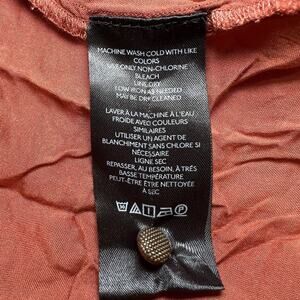 MACHINE WASH COLD WITH LIKE
COLORS
USE ONLY NON-CHLORINE
BLEACH
LINE DRY
LOW IRON AS NEEDED
MAY BE DRY CLEANED
LAVER À LA MACHINE À L'EAU
FROIDE AVEC COULEURS
SIMILAIRES
UTILISER UN AGENT DE
BLANCHIMENT SANS CHLORE SI
NÉCESSAIRE
LIGNE SEC
REPASSER, AU BESOIN, À TRÈS
BASSE TEMPÉRATURE
PEUT-ÊTRE ÊTRE NETTOYÉE
À SEC